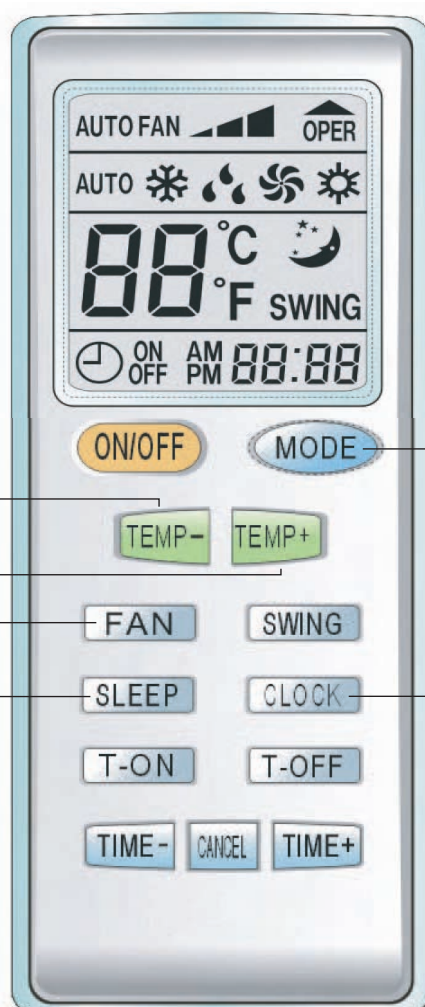 AUTO FAN OPER
AUTO
88 °C
°F SWING
ON AM 88:88
OFF PM
ON/OFF MODE
TEMP- TEMP+
FAN SWING
SLEEP CLOCK
T-ON T-OFF
TIME- CANCEL TIME+